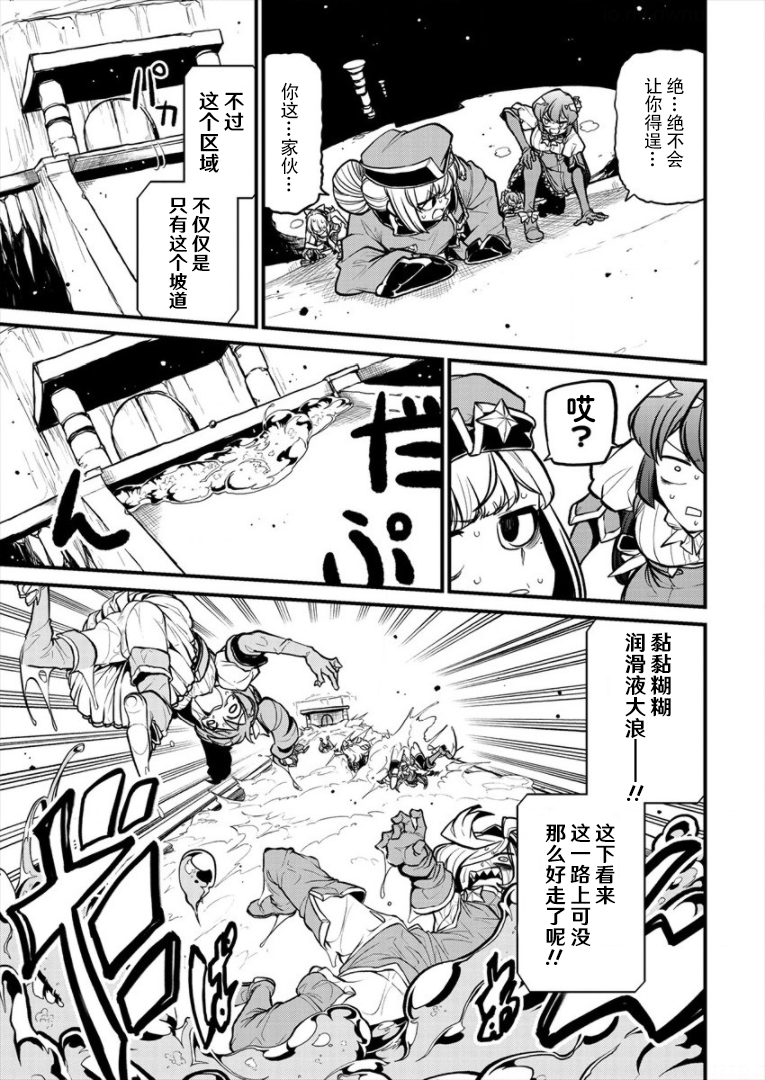 绝…绝不会
让你得逞…
你这…家伙…
不过
这个区域
不仅仅是
只有这个坡道
パカ
哎?
だぷん
黏黏糊糊
润滑液大浪——!!
这下看来
这一路上可没
那么好走了呢!!